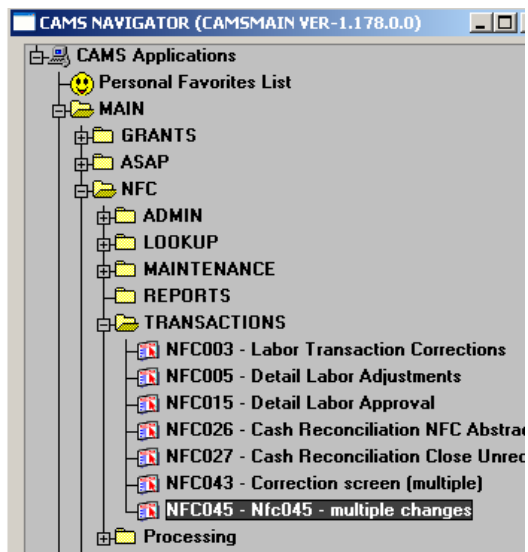 CAMS NAVIGATOR (CAMSMAIN VER-1.178.0.0)
CAMS Applications
Personal Favorites List
MAIN
GRANTS
ASAP
NFC
ADMIN
LOOKUP
MAINTENANCE
REPORTS
TRANSACTIONS
NFC003 - Labor Transaction Corrections
NFC005 - Detail Labor Adjustments
NFC015 - Detail Labor Approval
NFC026 - Cash Reconciliation NFC Abstrac
NFC027 - Cash Reconciliation Close Unrec
NFC043 - Correction screen (multiple)
NFC045 - Nfc045 - multiple changes
Processing